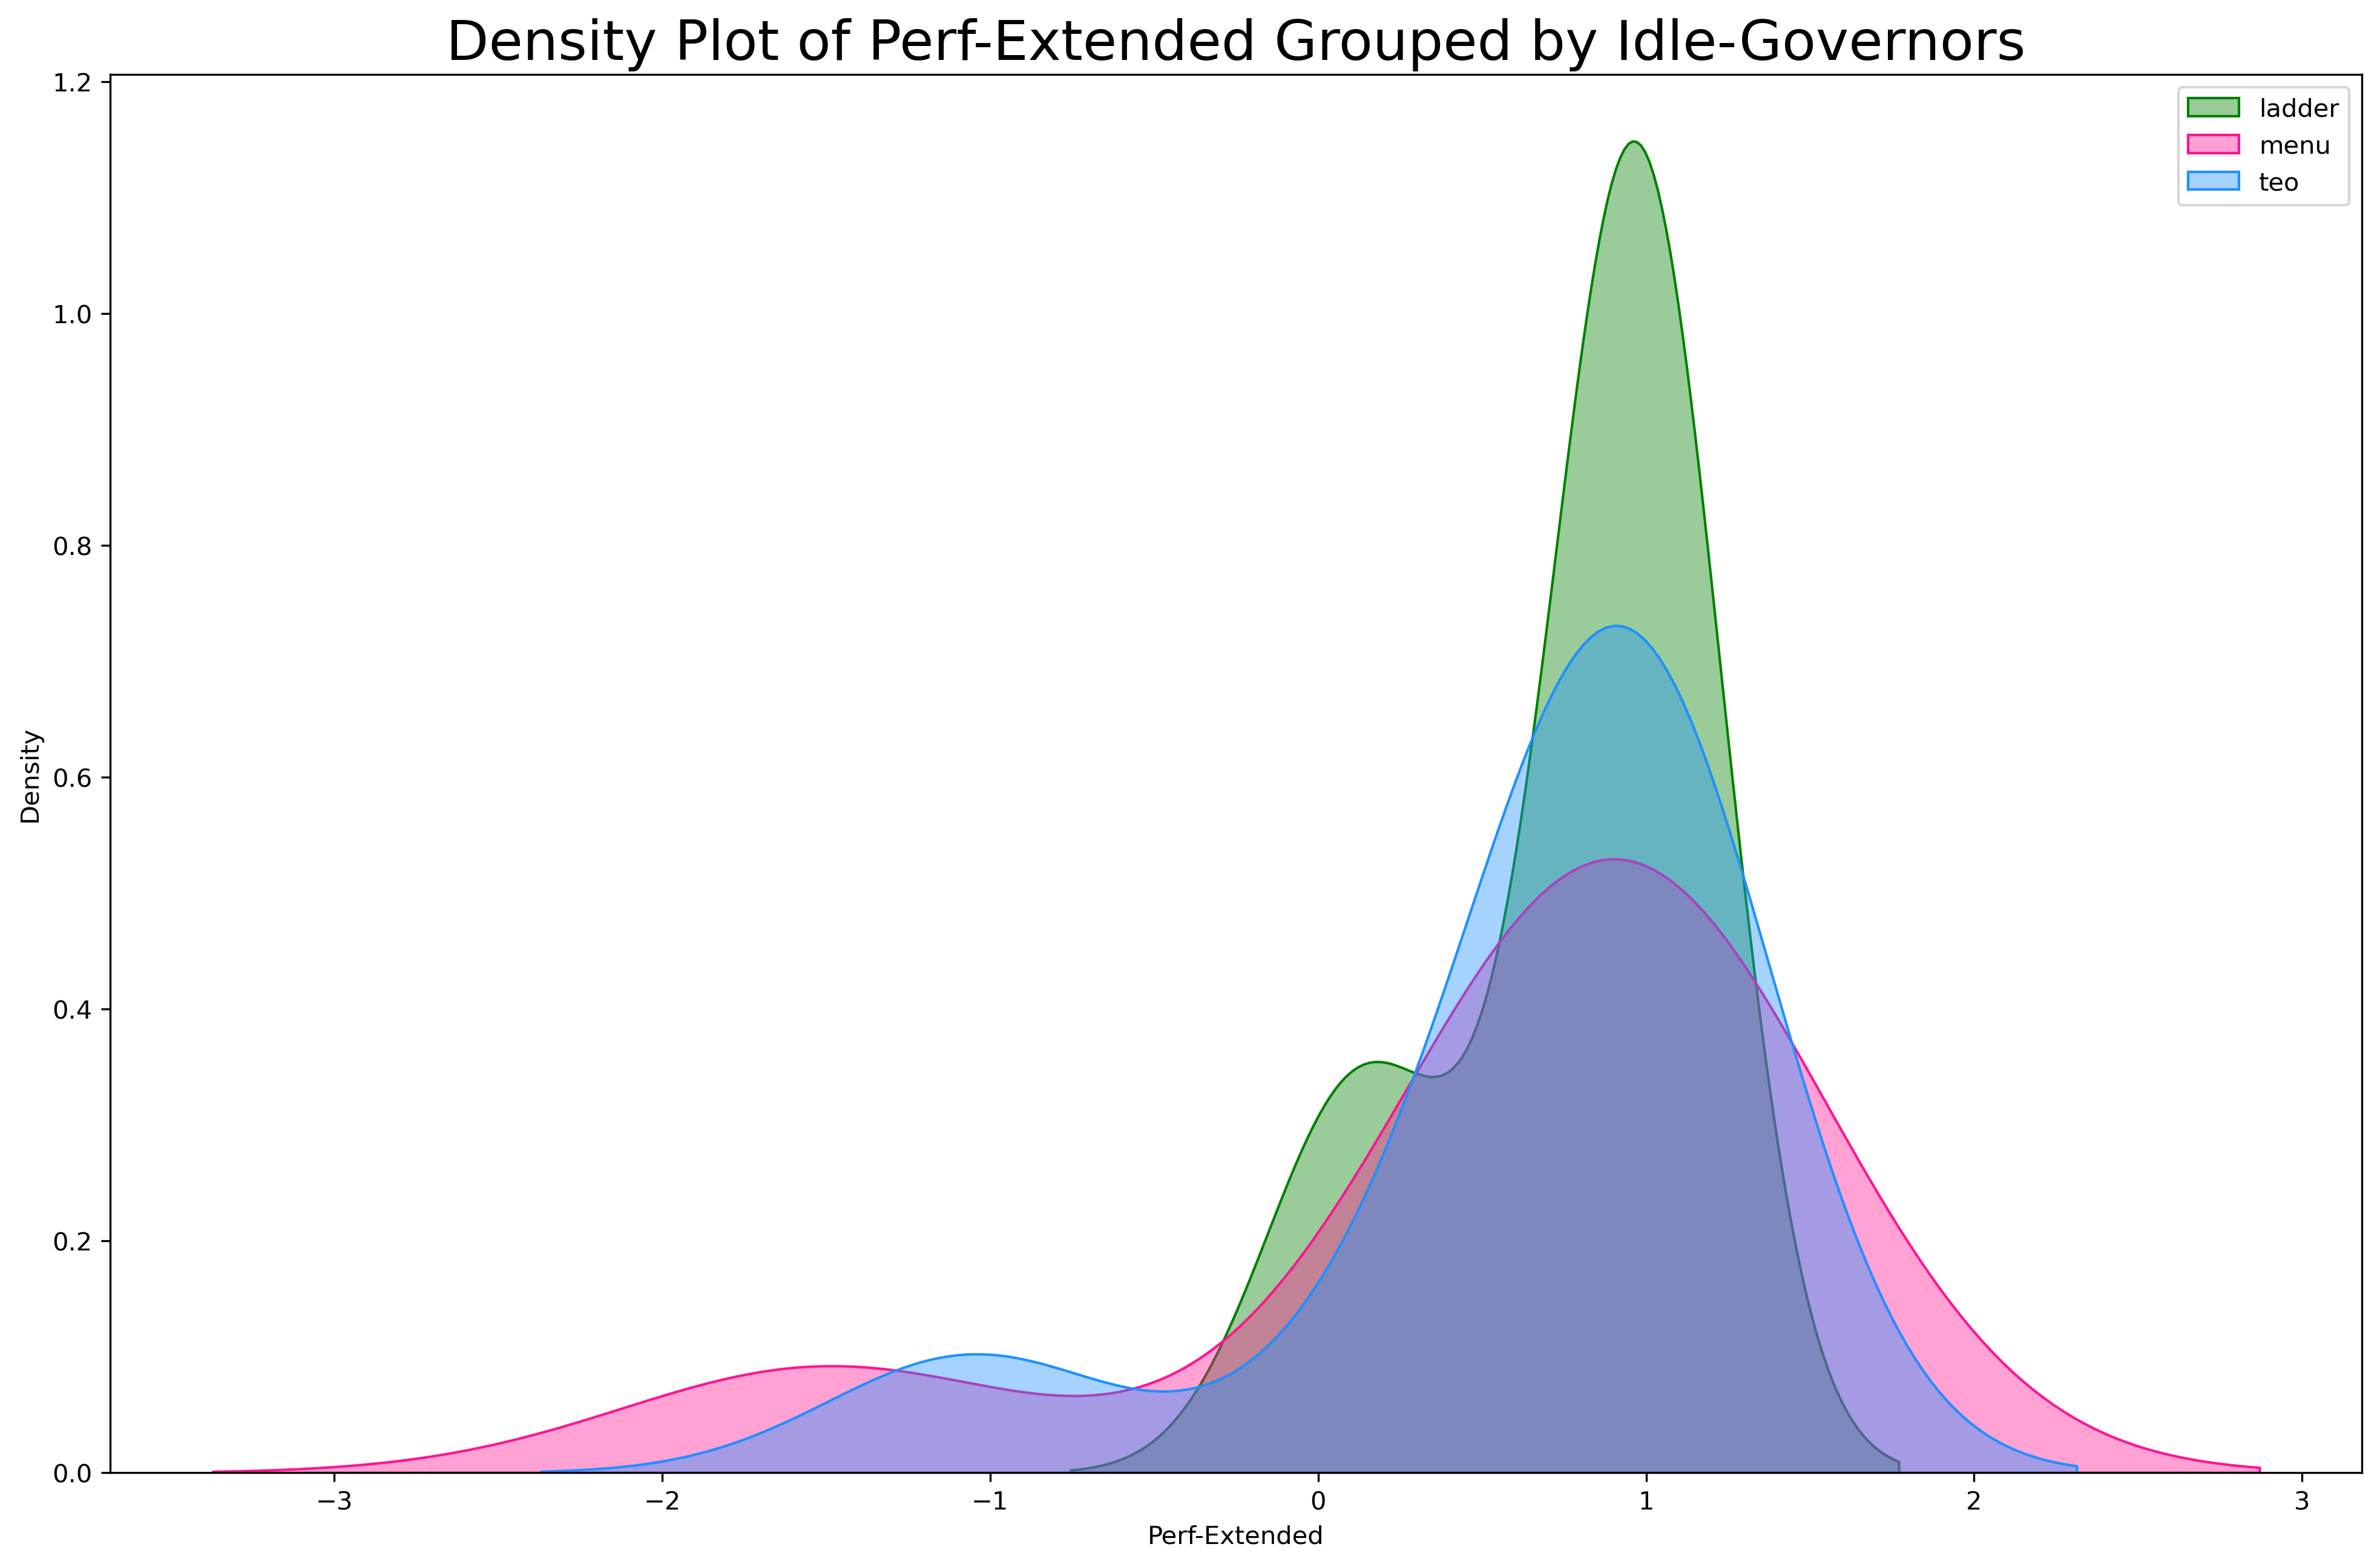 Density Plot of Perf-Extended Grouped by Idle-Governors
1.2
1.0
0.8
0.6
0.4
0.2
0.0
Density
ladder
menu
teo
−3
−2
−1
0
1
2
3
Perf-Extended